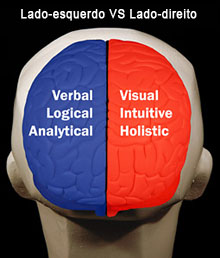 Lado-esquerdo VS Lado-direito
Verbal
Logical
Analytical
Visual
Intuitive
Holistic